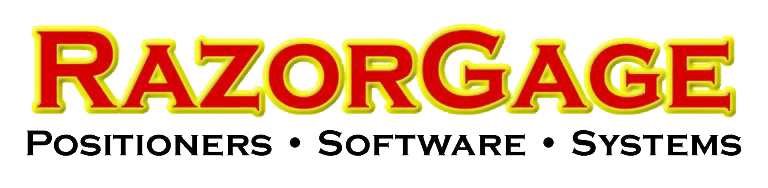 RAZORGAGE
POSITIONERS • SOFTWARE • SYSTEMS